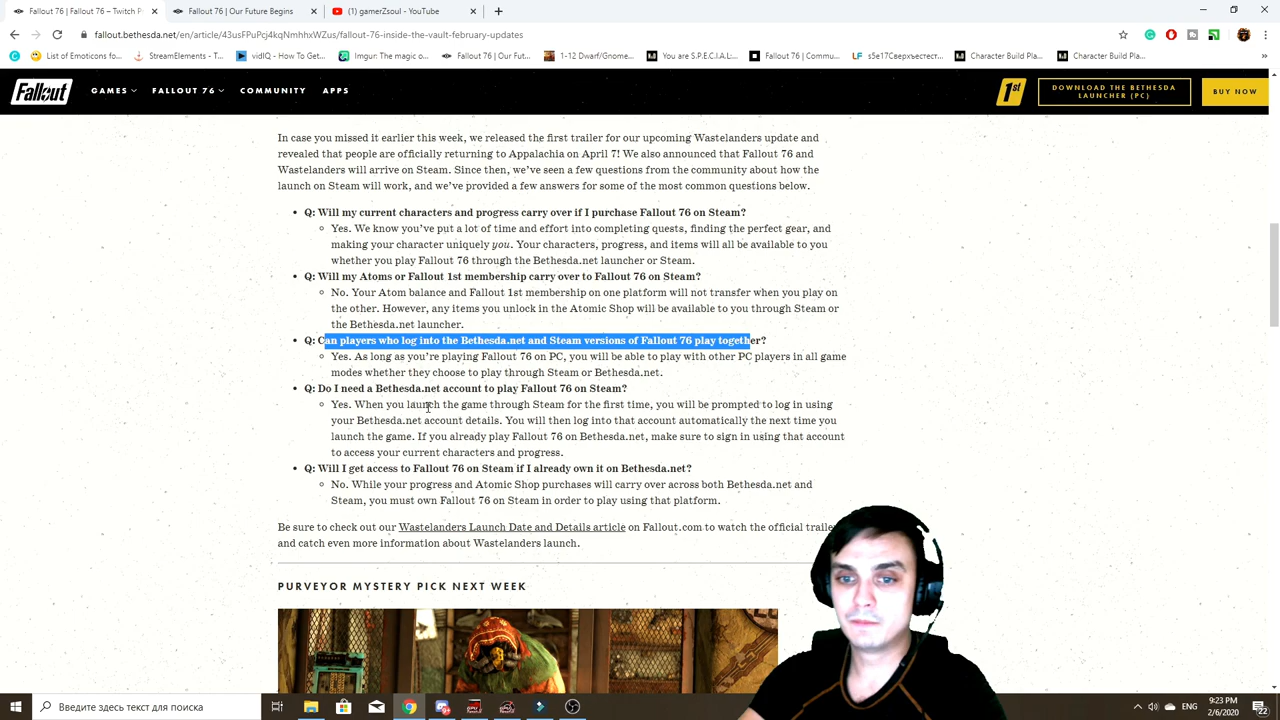 Fallout 76 | Fallout 76 – Twitch P
Fallout 76 | Our Future Begins
(1) gamerZsoul - YouTube
fallout.bethesda.net/en/article/43usFPuPcj4kqNmhhxWZus/fallout-76-inside-the-vault-february-updates
List of Emoticons fo...
StreamElements - T...
vidIQ - How To Get...
Imgur: The magic o...
Fallout 76 | Our Fut...
1-12 Dwarf/Gnome...
You are S.P.E.C.I.A.L:...
Fallout 76 | Commu...
s5e17Сверхъестест...
Character Build Pla...
Character Build Pla...
Fallout
GAMES
FALLOUT 76
COMMUNITY
APPS
1st
DOWNLOAD THE BETHESDA
LAUNCHER (PC)
BUY NOW
In case you missed it earlier this week, we released the first trailer for our upcoming Wastelanders update and
revealed that people are officially returning to Appalachia on April 7! We also announced that Fallout 76 and
Wastelanders will arrive on Steam. Since then, we've seen a few questions from the community about how the
launch on Steam will work, and we've provided a few answers for some of the most common questions below.
Q: Will my current characters and progress carry over if I purchase Fallout 76 on Steam?
Yes. We know you've put a lot of time and effort into completing quests, finding the perfect gear, and
making your character uniquely you. Your characters, progress, and items will all be available to you
whether you play Fallout 76 through the Bethesda.net launcher or Steam.
Q: Will my Atoms or Fallout 1st membership carry over to Fallout 76 on Steam?
No. Your Atom balance and Fallout 1st membership on one platform will not transfer when you play on
the other. However, any items you unlock in the Atomic Shop will be available to you through Steam or
the Bethesda.net launcher.
Q: Can players who log into the Bethesda.net and Steam versions of Fallout 76 play together?
Yes. As long as you're playing Fallout 76 on PC, you will be able to play with other PC players in all game
modes whether they choose to play through Steam or Bethesda.net.
Q: Do I need a Bethesda.net account to play Fallout 76 on Steam?
Yes. When you launch the game through Steam for the first time, you will be prompted to log in using
your Bethesda.net account details. You will then log into that account automatically the next time you
launch the game. If you already play Fallout 76 on Bethesda.net, make sure to sign in using that account
to access your current characters and progress.
Q: Will I get access to Fallout 76 on Steam if I already own it on Bethesda.net?
No. While your progress and Atomic Shop purchases will carry over across both Bethesda.net and
Steam, you must own Fallout 76 on Steam in order to play using that platform.
Be sure to check out our Wastelanders Launch Date and Details article on Fallout.com to watch the official traile
and catch even more information about Wastelanders launch.
PURVEYOR MYSTERY PICK NEXT WEEK
Введите здесь текст для поиска
ENG
9:23 PM
2/6/2020
22